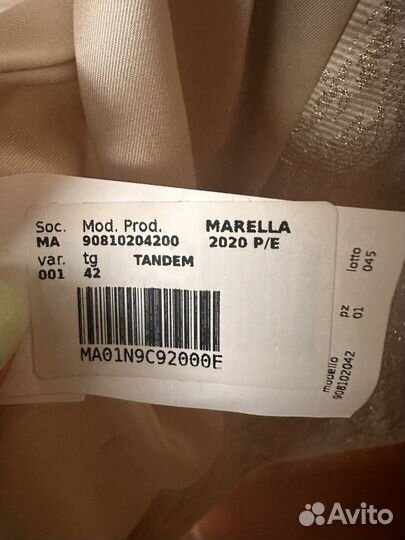 Soc. Mod. Prod. MARELLA
MA 90810204200 2020 P/E
var. tg TANDEM
001 42
MA01N9C92000E
modello pz lotto
908102042 01 045
Avito